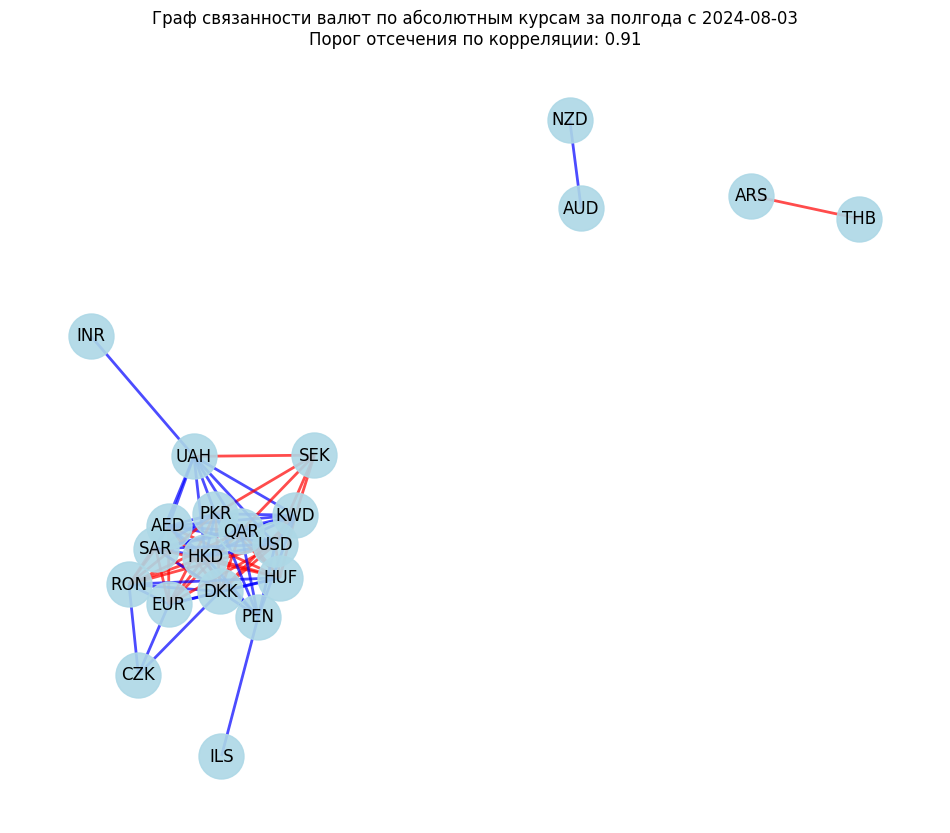 Граф связанности валют по абсолютным курсам за полгода с 2024-08-03
Порог отсечения по корреляции: 0.91
NZD
ARS
AUD
THB
INR
UAH
SEK
PKR
KWD
AED
QAR
SAR
USD
HKD
RON
HUF
DKK
EUR
PEN
CZK
ILS